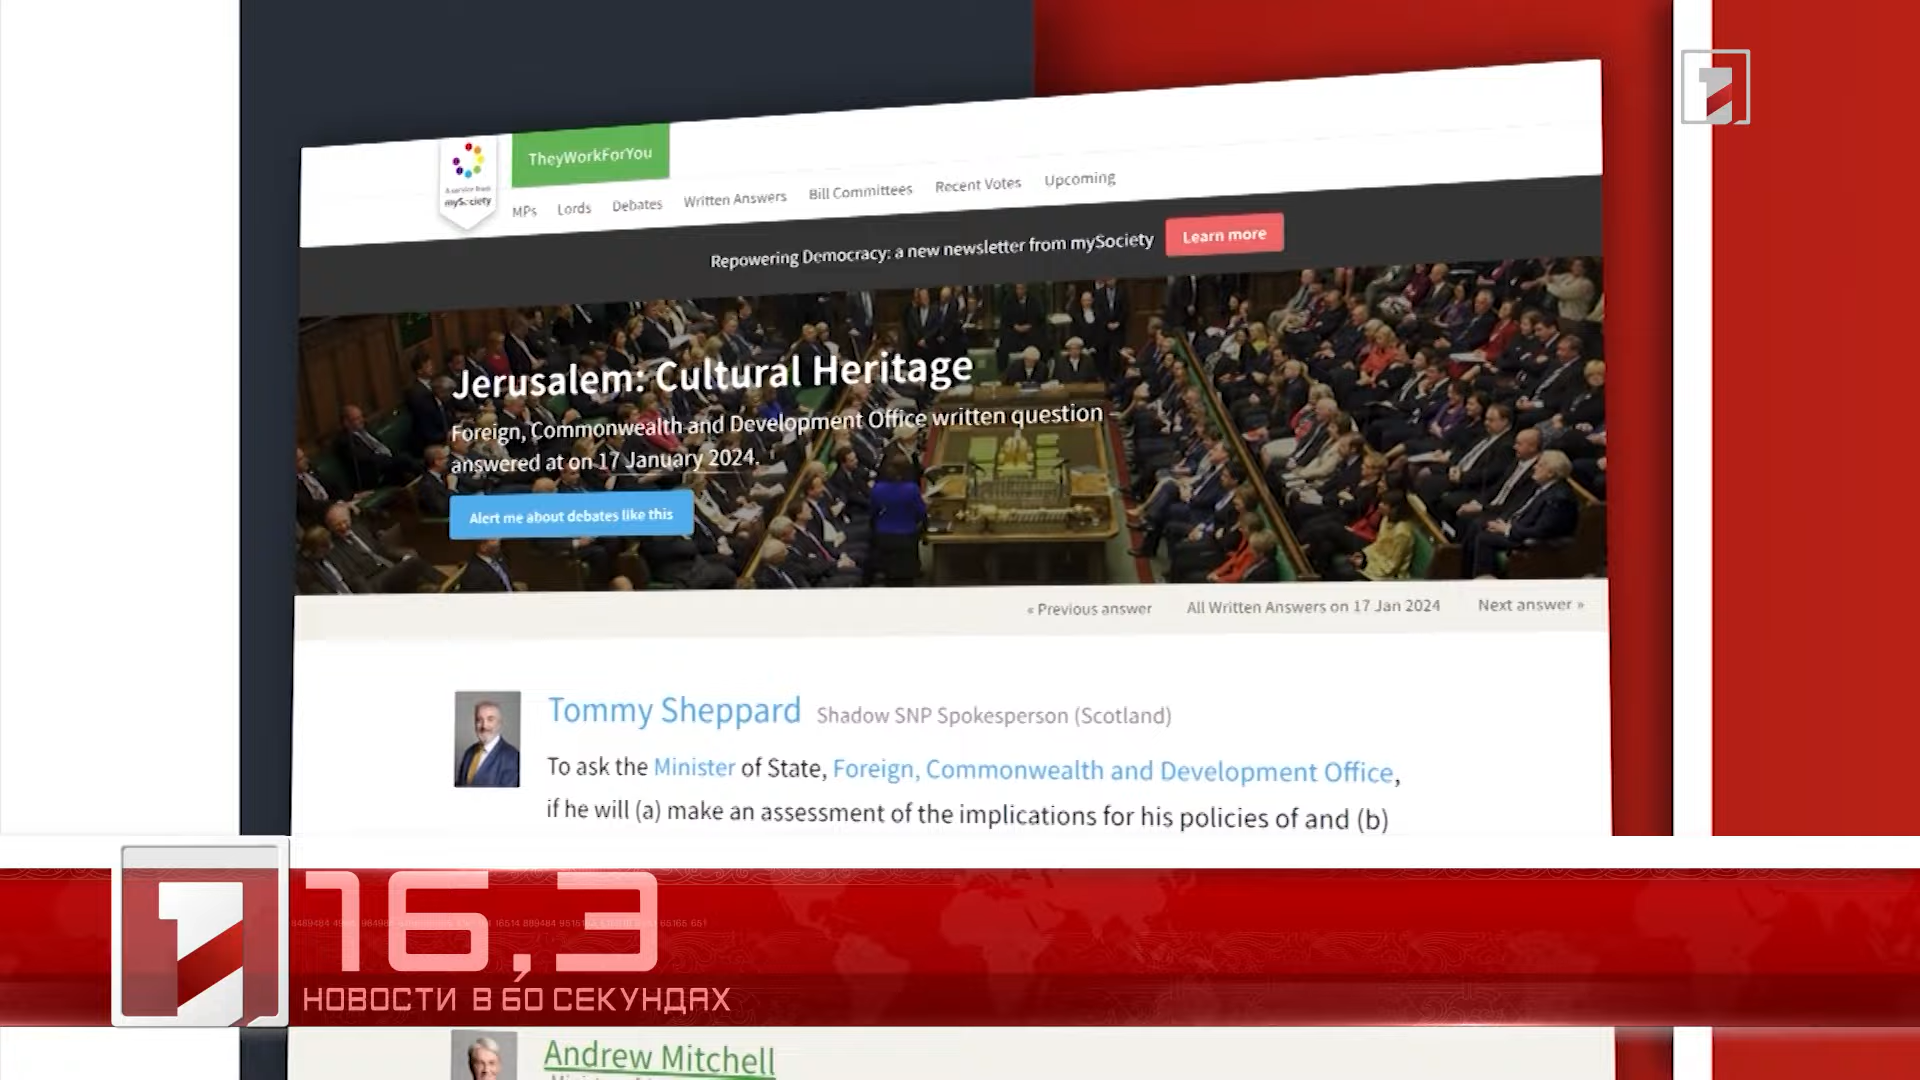 TheyWorkForYou
A service from
mySociety
MPs Lords Debates Written Answers Bill Committees Recent Votes Upcoming
Repowering Democracy: a new newsletter from mySociety Learn more
Jerusalem: Cultural Heritage
Foreign, Commonwealth and Development Office written question –
answered at on 17 January 2024.
Alert me about debates like this
« Previous answer All Written Answers on 17 Jan 2024 Next answer »
Tommy Sheppard Shadow SNP Spokesperson (Scotland)
To ask the Minister of State, Foreign, Commonwealth and Development Office,
if he will (a) make an assessment of the implications for his policies of and (b)
16,3
НОВОСТИ В 60 СЕКУНДАХ
Andrew Mitchell